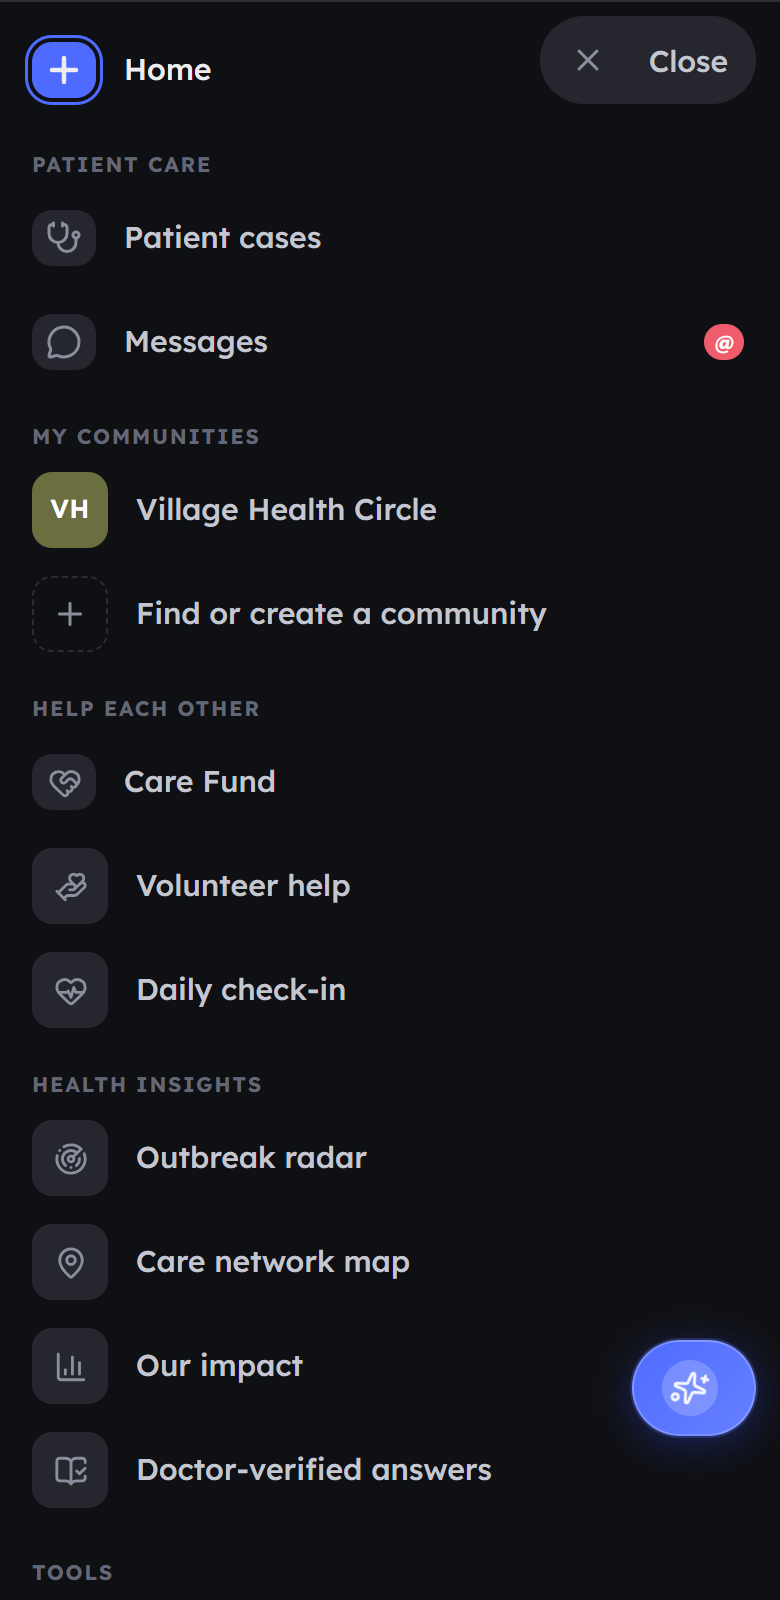 Home
Close
PATIENT CARE
Patient cases
Messages
@
MY COMMUNITIES
VH
Village Health Circle
Find or create a community
HELP EACH OTHER
Care Fund
Volunteer help
Daily check-in
HEALTH INSIGHTS
Outbreak radar
Care network map
Our impact
Doctor-verified answers
TOOLS